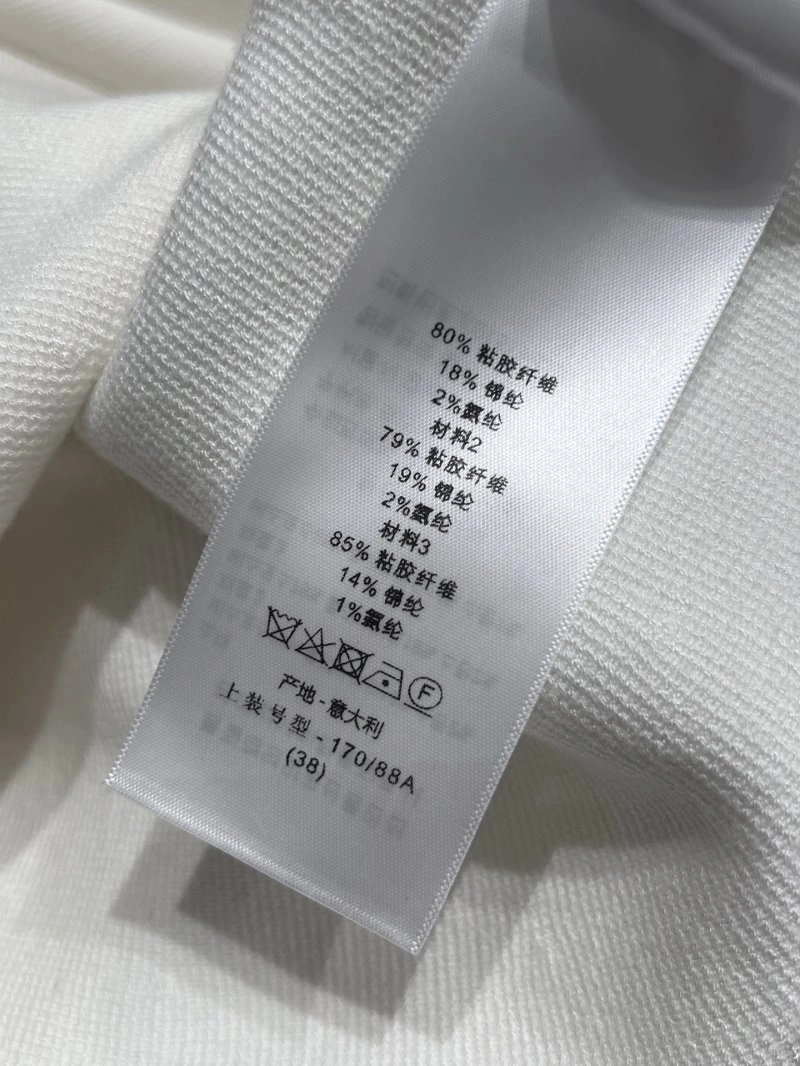 80% 粘胶纤维
18% 锦纶
2%氨纶
材料2
79% 粘胶纤维
19% 锦纶
2%氨纶
材料3
85% 粘胶纤维
14% 锦纶
1%氨纶
F
产地 - 意大利
上装号型 - 170/88A
(38)